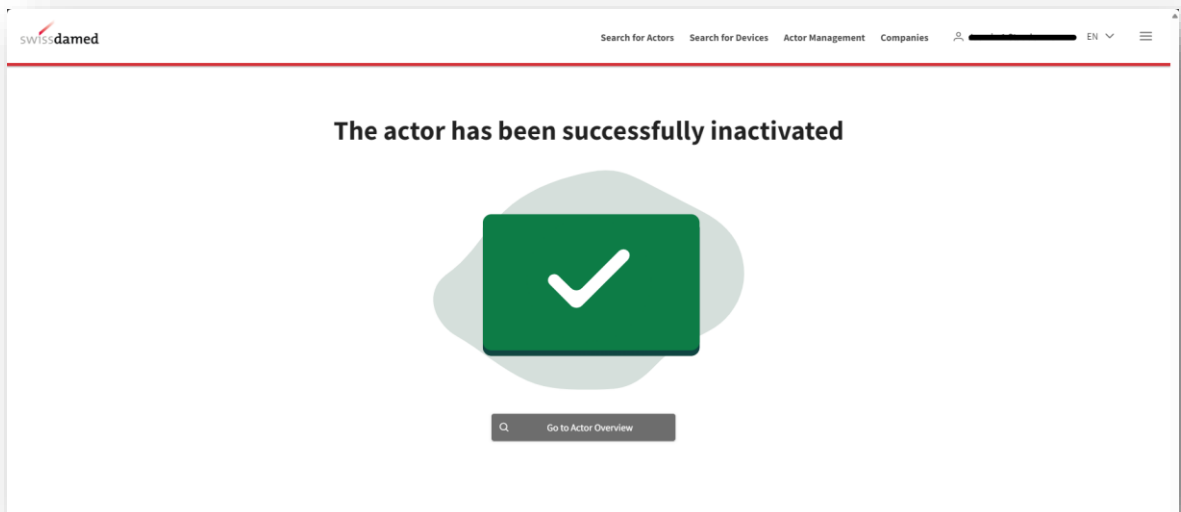 swissdamed
Search for Actors Search for Devices Actor Management Companies EN
The actor has been successfully inactivated
Go to Actor Overview